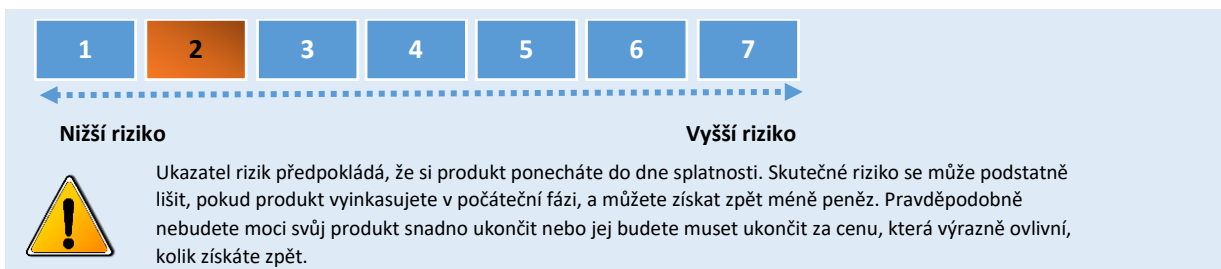 1 2 3 4 5 6 7
Nižší riziko Vyšší riziko
Ukazatel rizik předpokládá, že si produkt ponecháte do dne splatnosti. Skutečné riziko se může podstatně
lišit, pokud produkt vyinkasujete v počáteční fázi, a můžete získat zpět méně peněz. Pravděpodobně
nebudete moci svůj produkt snadno ukončit nebo jej budete muset ukončit za cenu, která výrazně ovlivní,
kolik získáte zpět.